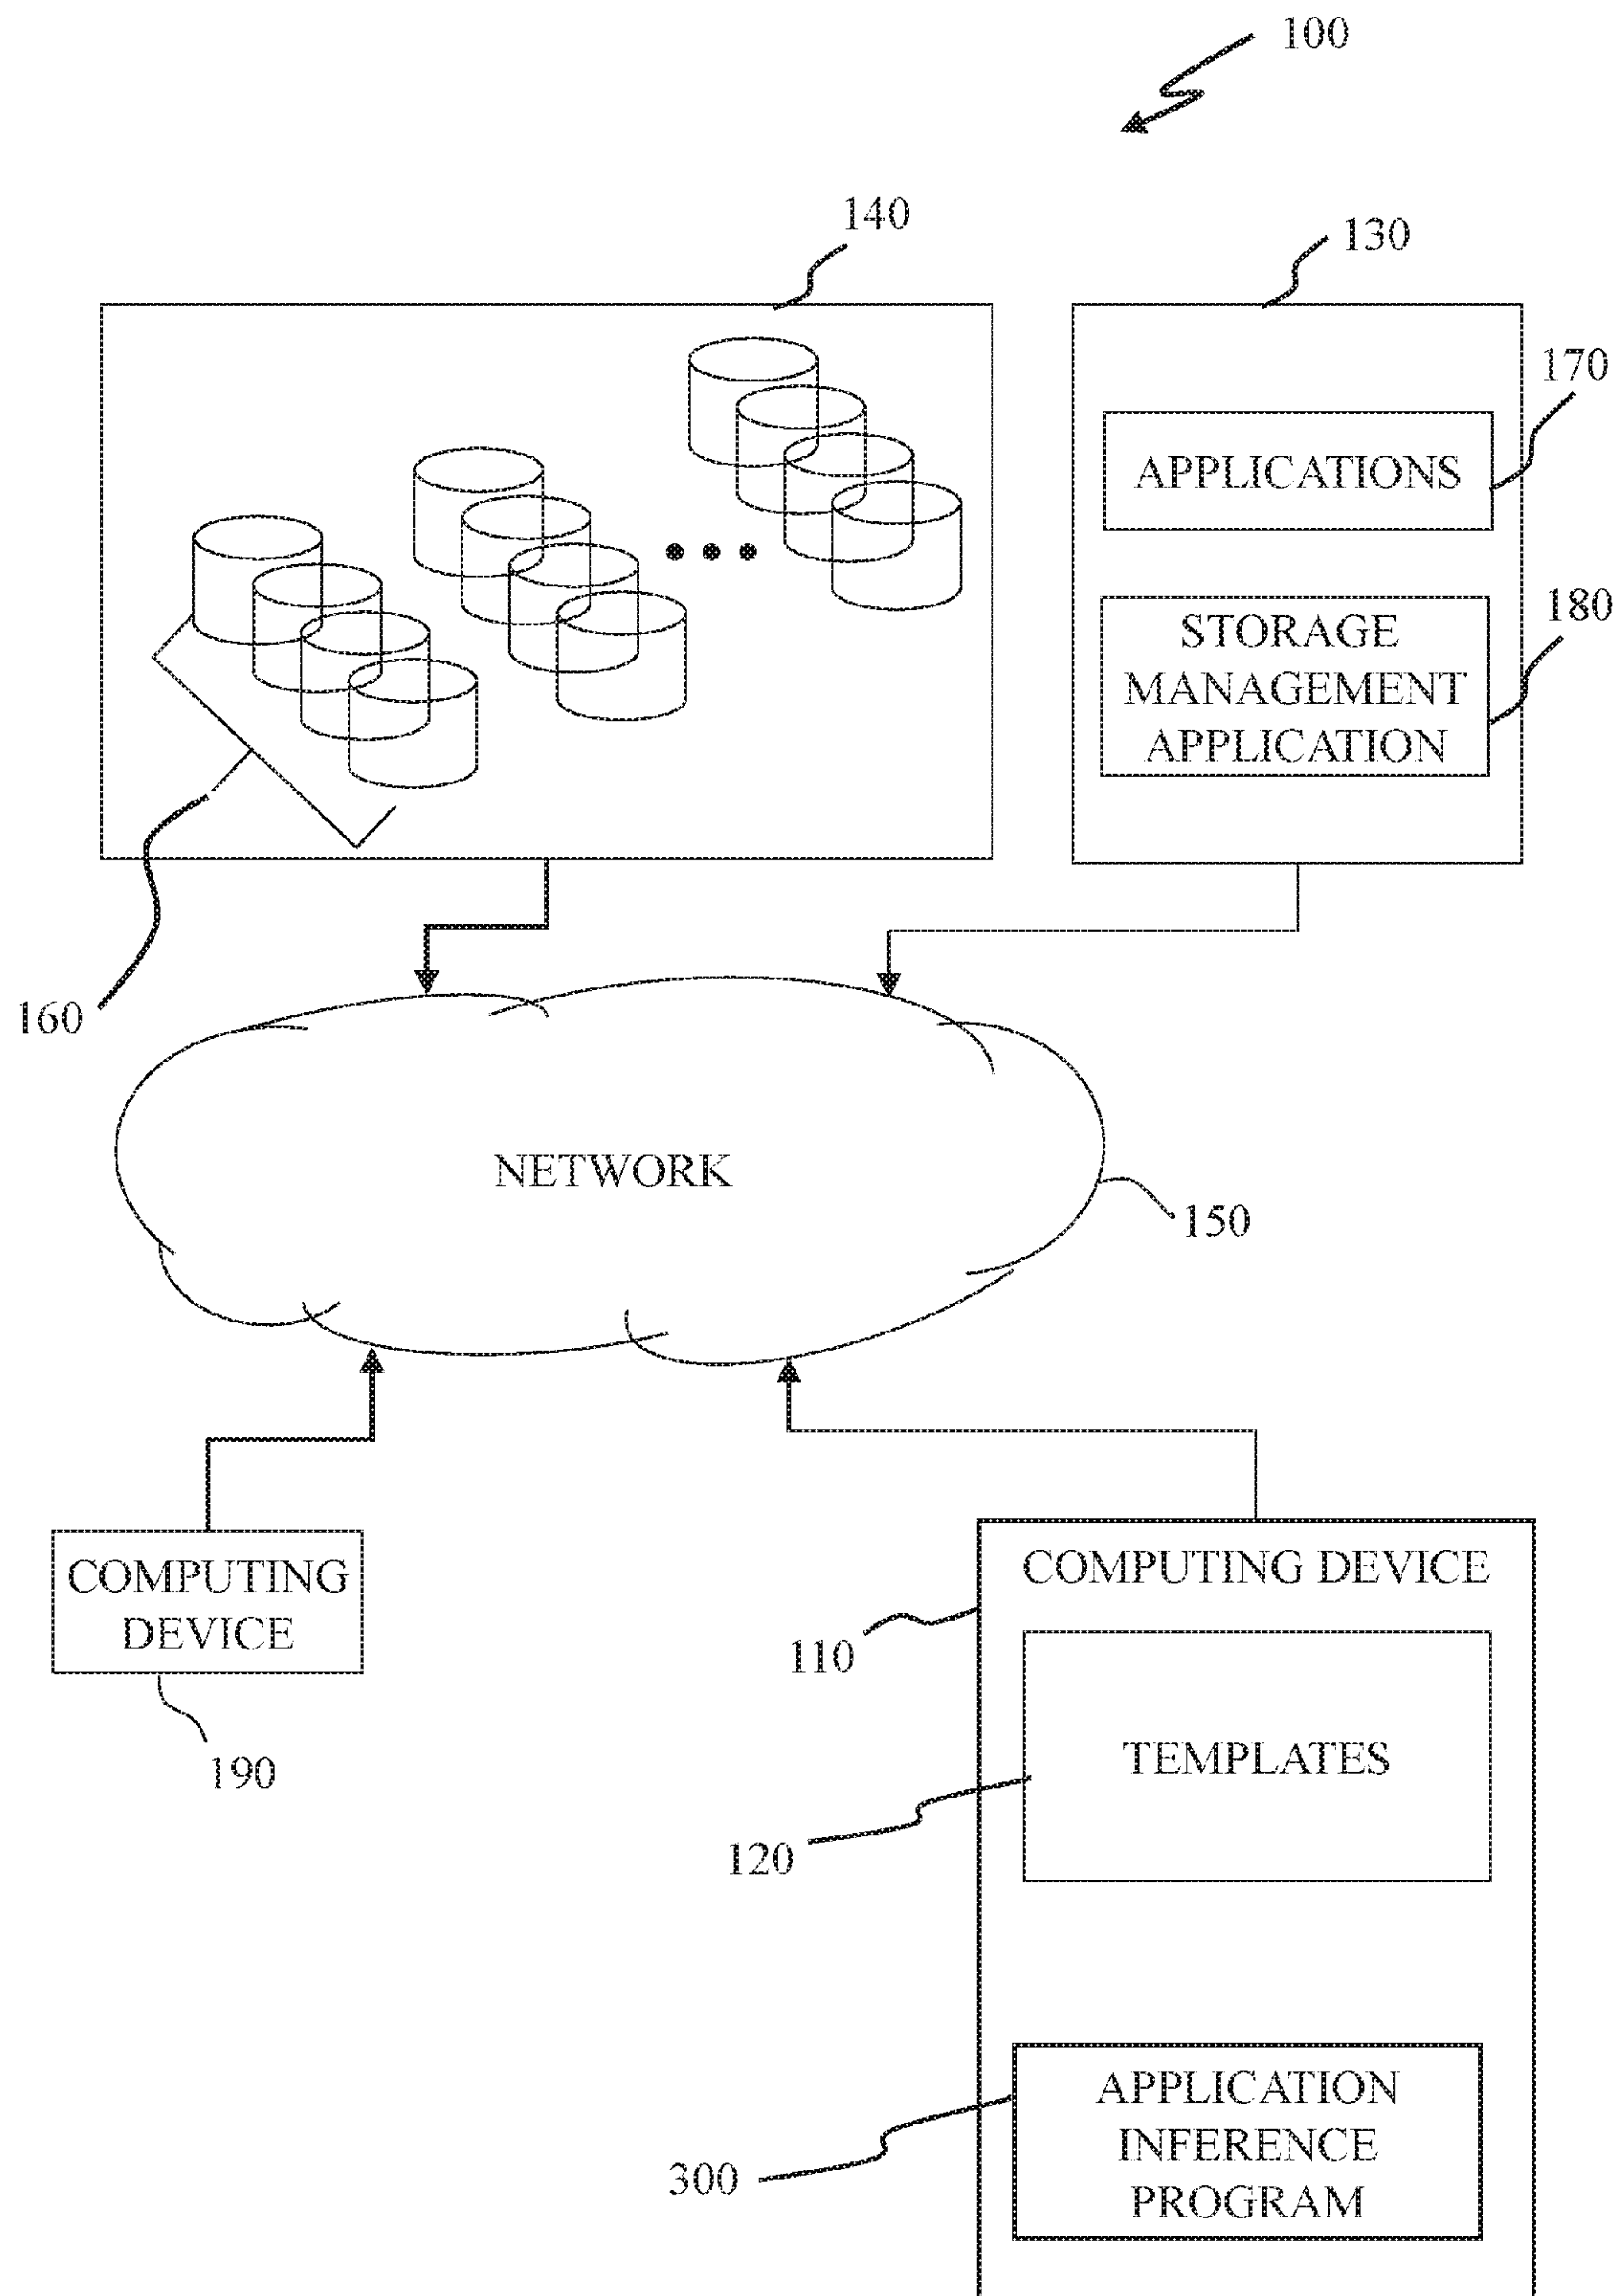 100
140
130
170
APPLICATIONS
180
STORAGE
MANAGEMENT
APPLICATION
160
NETWORK
150
COMPUTING
DEVICE
190
COMPUTING DEVICE
110
TEMPLATES
120
APPLICATION
INFERENCE
PROGRAM
300